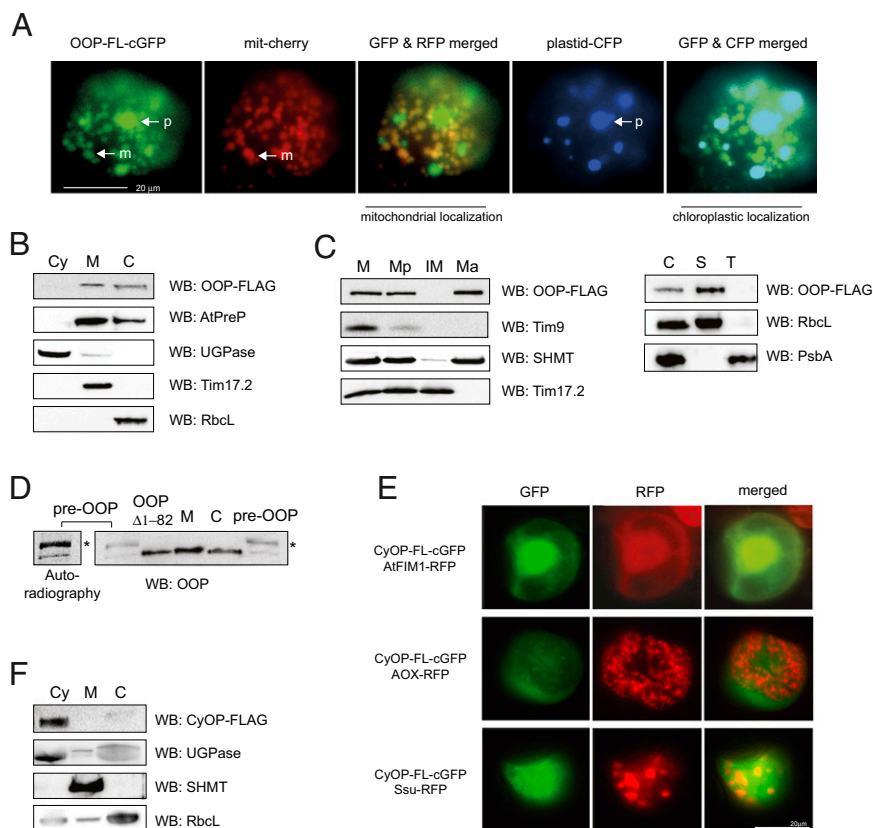 A
OOP-FL-cGFP mit-cherry GFP & RFP merged plastid-CFP GFP & CFP merged
p
m
20 µm
m
p
mitochondrial localization
chloroplastic localization
B
Cy M C
WB: OOP-FLAG
WB: AtPreP
WB: UGPase
WB: Tim17.2
WB: RbcL
C
M Mp IM Ma
WB: OOP-FLAG
WB: Tim9
WB: SHMT
WB: Tim17.2
C S T
WB: OOP-FLAG
WB: RbcL
WB: PsbA
D
pre-OOP OOP Δ1–82 M C pre-OOP
* *
Auto-
radiography
WB: OOP
E
GFP RFP merged
CyOP-FL-cGFP
AtFIM1-RFP
CyOP-FL-cGFP
AOX-RFP
CyOP-FL-cGFP
Ssu-RFP
20µm
F
Cy M C
WB: CyOP-FLAG
WB: UGPase
WB: SHMT
WB: RbcL